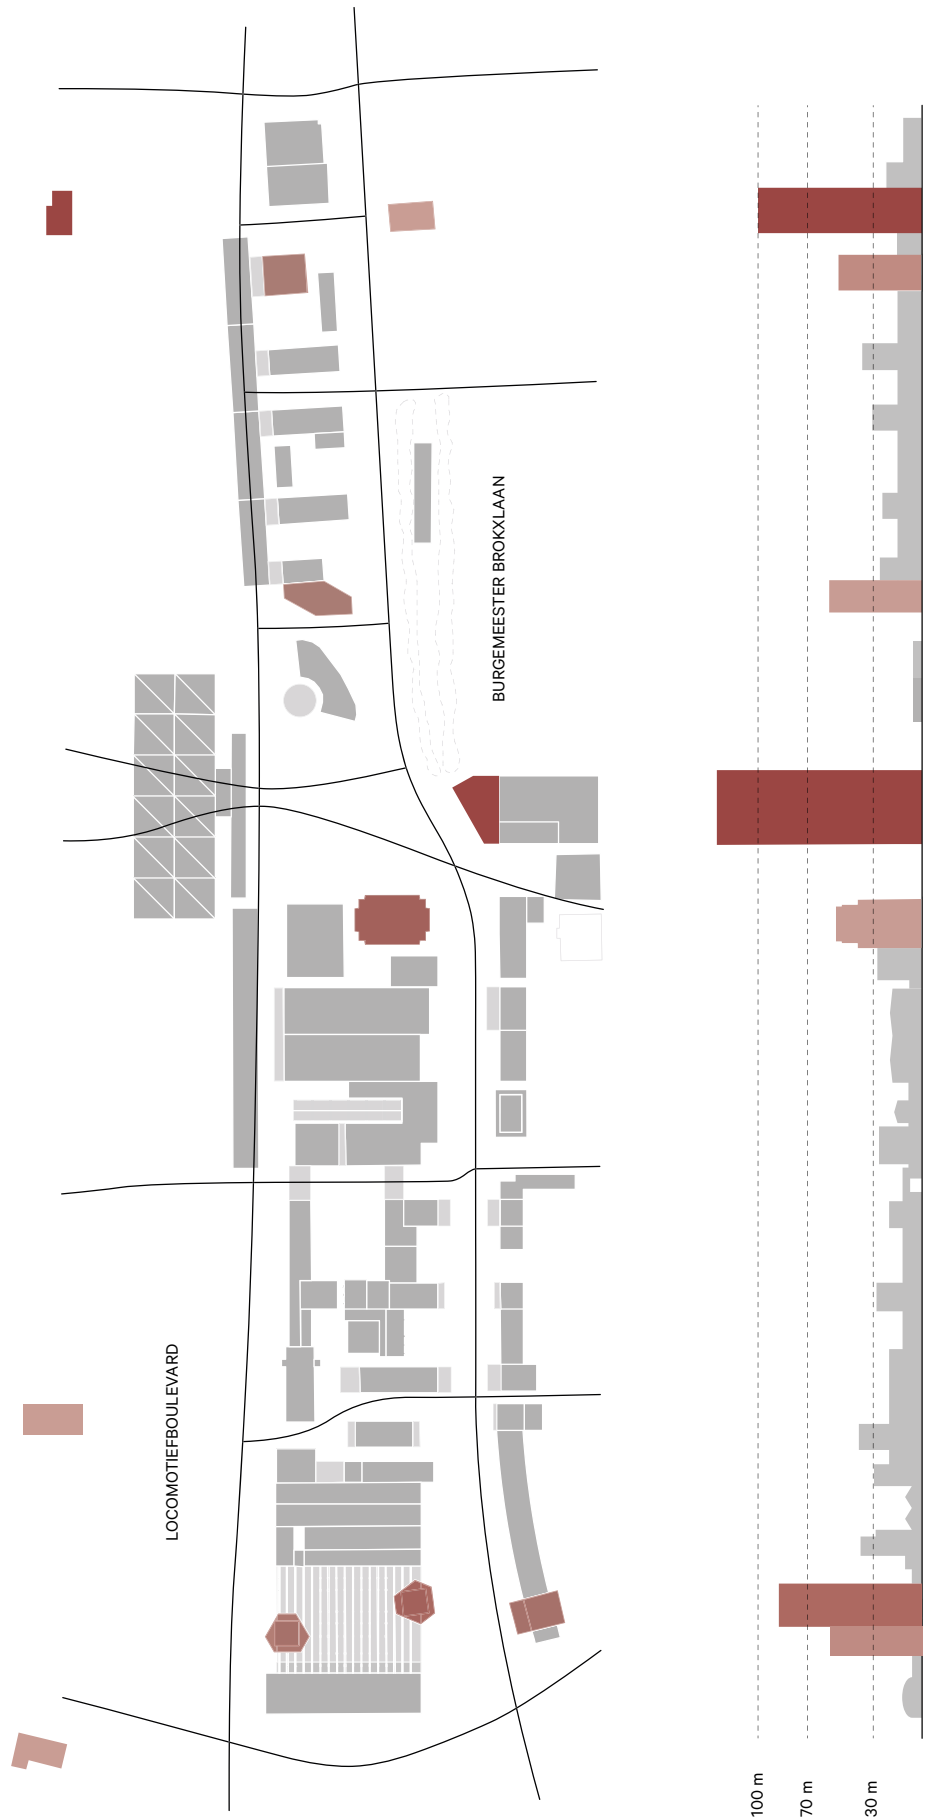 BURGEMEESTER BROKXLAAN
LOCOMOTIEFBOULEVARD
100 m
70 m
30 m